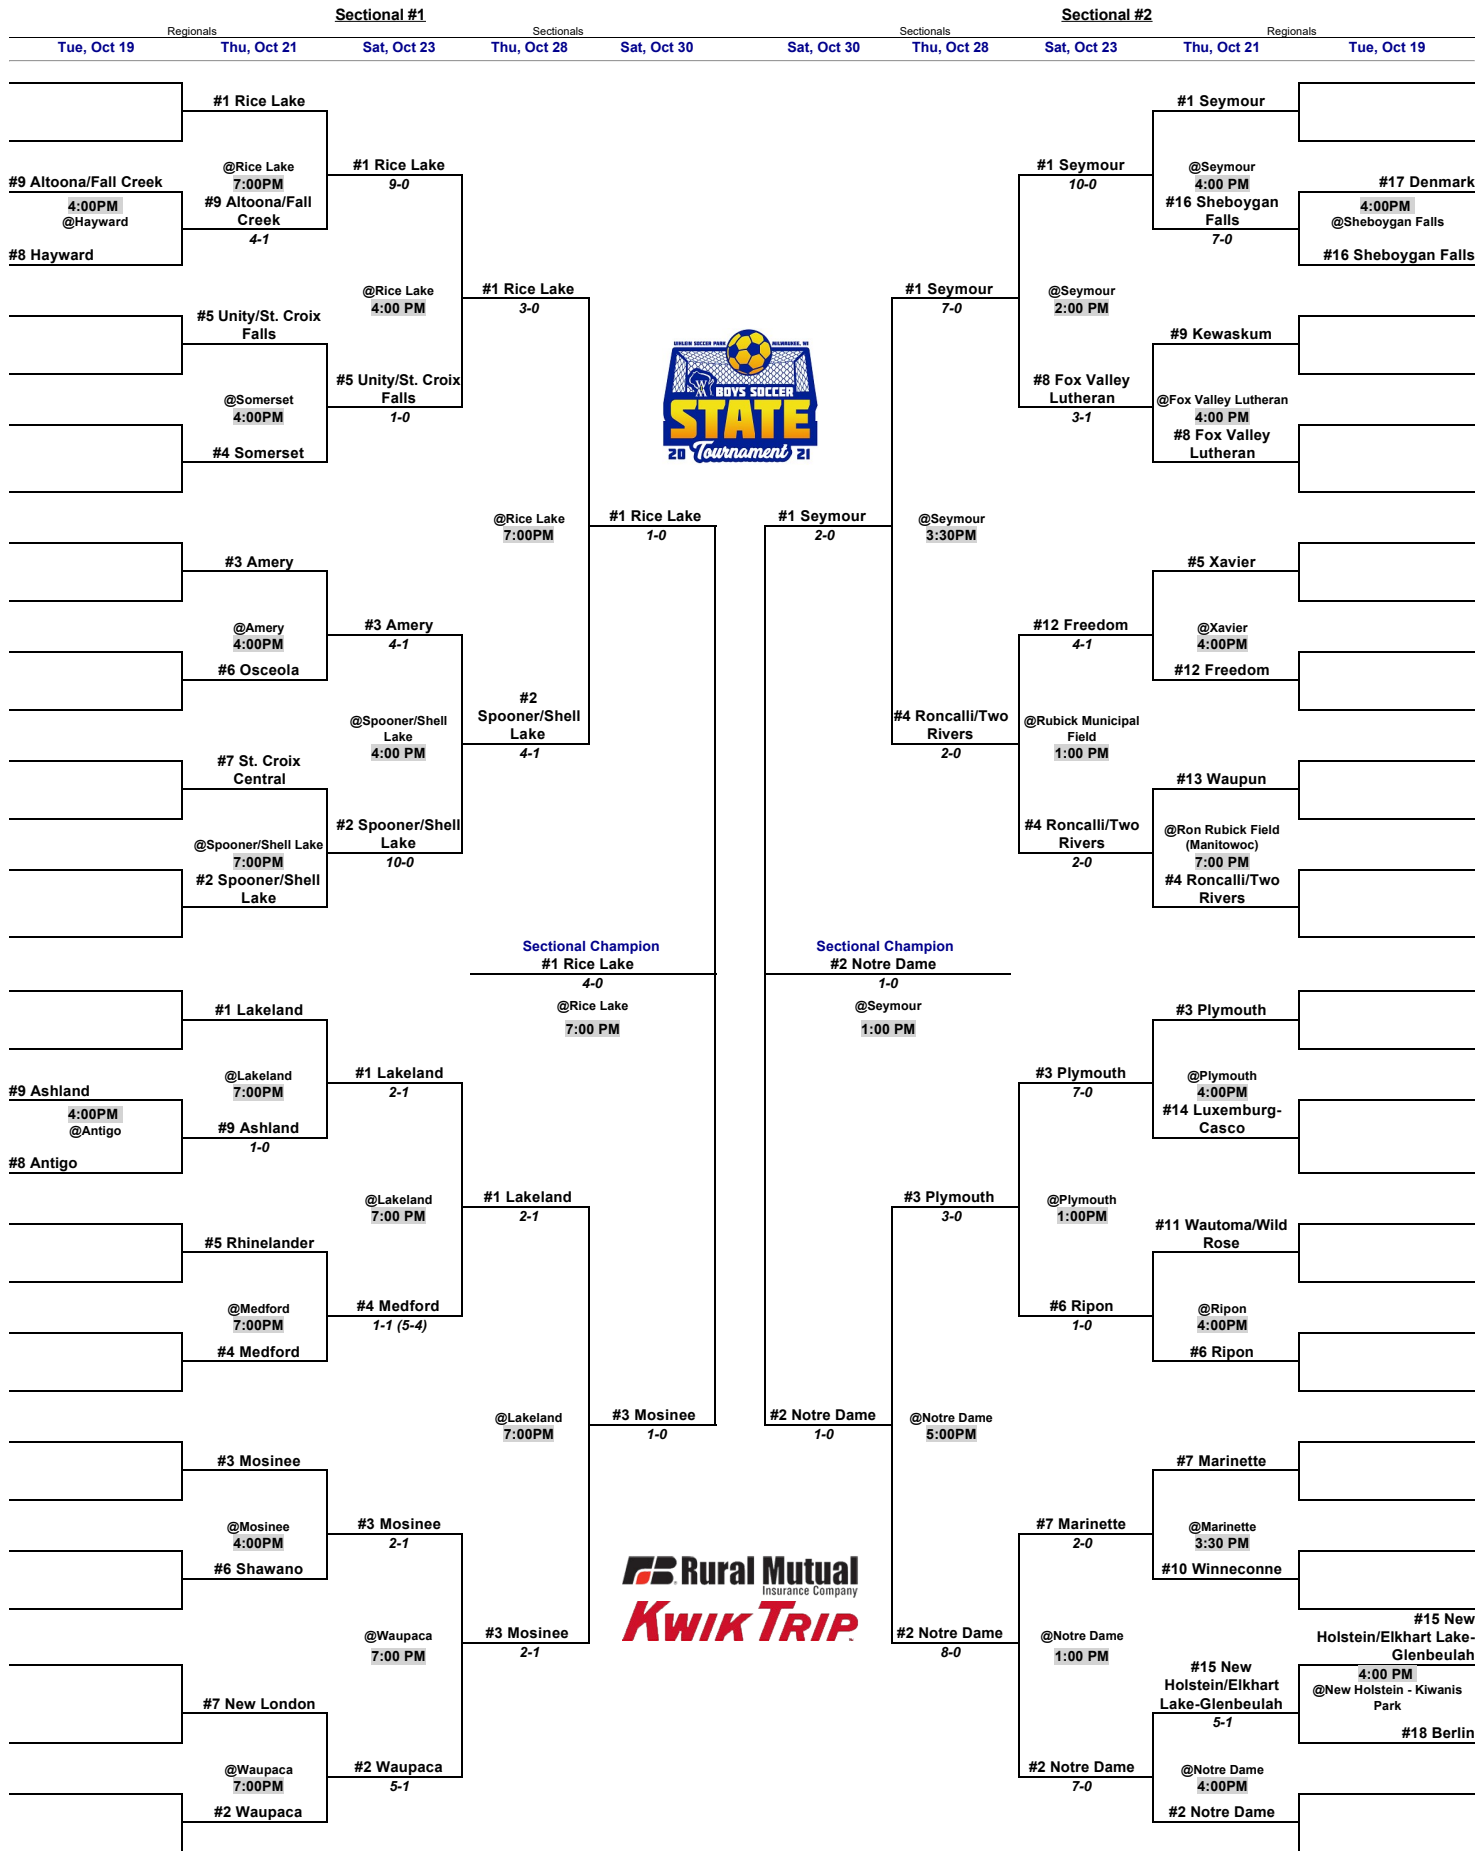 Sectional #1
Sectional #2
Regionals
Sectionals
Sectionals
Regionals
Tue, Oct 19
Thu, Oct 21
Sat, Oct 23
Thu, Oct 28
Sat, Oct 30
Sat, Oct 30
Thu, Oct 28
Sat, Oct 23
Thu, Oct 21
Tue, Oct 19
#9 Altoona/Fall Creek
4:00PM
@Hayward
#8 Hayward
#9 Ashland
4:00PM
@Antigo
#8 Antigo
#1 Rice Lake
@Rice Lake
7:00PM
#9 Altoona/Fall
Creek
4-1
#5 Unity/St. Croix
Falls
@Somerset
4:00PM
#4 Somerset
#3 Amery
@Amery
4:00PM
#6 Osceola
#7 St. Croix
Central
@Spooner/Shell Lake
7:00PM
#2 Spooner/Shell
Lake
#1 Lakeland
@Lakeland
7:00PM
#9 Ashland
1-0
#5 Rhinelander
@Medford
7:00PM
#4 Medford
#3 Mosinee
@Mosinee
4:00PM
#6 Shawano
#7 New London
@Waupaca
7:00PM
#2 Waupaca
#1 Rice Lake
9-0
@Rice Lake
4:00 PM
#5 Unity/St. Croix
Falls
1-0
#3 Amery
4-1
@Spooner/Shell
Lake
4:00 PM
#2 Spooner/Shell
Lake
10-0
#1 Lakeland
2-1
@Lakeland
7:00 PM
#4 Medford
1-1 (5-4)
#3 Mosinee
2-1
@Waupaca
7:00 PM
#2 Waupaca
5-1
#1 Rice Lake
3-0
@Rice Lake
7:00PM
#2
Spooner/Shell
Lake
4-1
#1 Lakeland
2-1
@Lakeland
7:00PM
#3 Mosinee
2-1
#1 Rice Lake
1-0
#3 Mosinee
1-0
Sectional Champion
#1 Rice Lake
4-0
@Rice Lake
7:00 PM
UIHLEIN SOCCER PARK
MILWAUKEE, WI
BOYS SOCCER
STATE
20 Tournament 21
Rural Mutual
Insurance Company
KWIK TRIP
Sectional Champion
#2 Notre Dame
1-0
@Seymour
1:00 PM
#1 Seymour
2-0
#2 Notre Dame
1-0
#1 Seymour
7-0
@Seymour
3:30PM
#4 Roncalli/Two
Rivers
2-0
#3 Plymouth
3-0
@Notre Dame
5:00PM
#2 Notre Dame
8-0
#1 Seymour
10-0
@Seymour
2:00 PM
#8 Fox Valley
Lutheran
3-1
#12 Freedom
4-1
@Rubick Municipal
Field
1:00 PM
#4 Roncalli/Two
Rivers
2-0
#3 Plymouth
7-0
@Plymouth
1:00PM
#6 Ripon
1-0
#7 Marinette
2-0
@Notre Dame
1:00 PM
#2 Notre Dame
7-0
#1 Seymour
@Seymour
4:00 PM
#16 Sheboygan
Falls
7-0
#9 Kewaskum
@Fox Valley Lutheran
4:00 PM
#8 Fox Valley
Lutheran
#5 Xavier
@Xavier
4:00PM
#12 Freedom
#13 Waupun
@Ron Rubick Field
(Manitowoc)
7:00 PM
#4 Roncalli/Two
Rivers
#3 Plymouth
@Plymouth
4:00PM
#14 Luxemburg-
Casco
#11 Wautoma/Wild
Rose
@Ripon
4:00PM
#6 Ripon
#7 Marinette
@Marinette
3:30 PM
#10 Winneconne
#15 New
Holstein/Elkhart
Lake-Glenbeulah
5-1
@Notre Dame
4:00PM
#2 Notre Dame
#17 Denmark
4:00PM
@Sheboygan Falls
#16 Sheboygan Falls
#15 New
Holstein/Elkhart Lake-
Glenbeulah
4:00 PM
@New Holstein - Kiwanis
Park
#18 Berlin